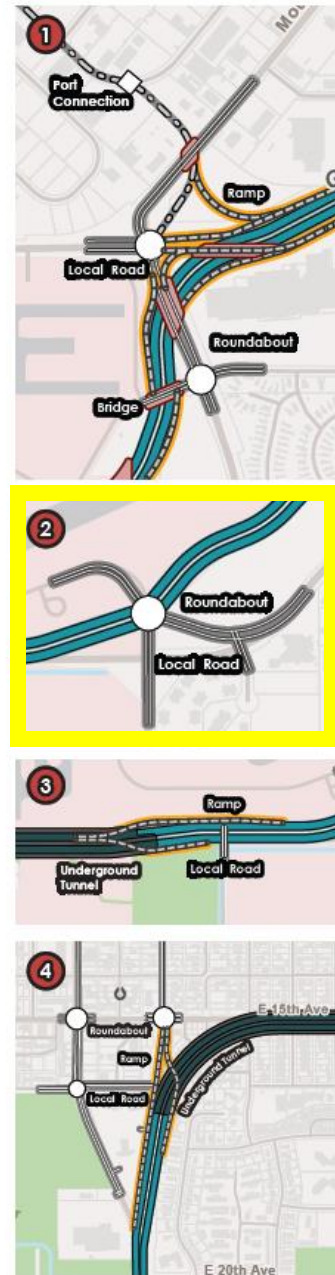 1
Mou
Port
Connection
Ramp
G
Local Road
Roundabout
E
Bridge
2
Roundabout
Local Road
3
Ramp
Underground
Tunnel
Local Road
4
E 15th Ave
Roundabout
Ramp
Underground Tunnel
Local Road
E 20th Ave